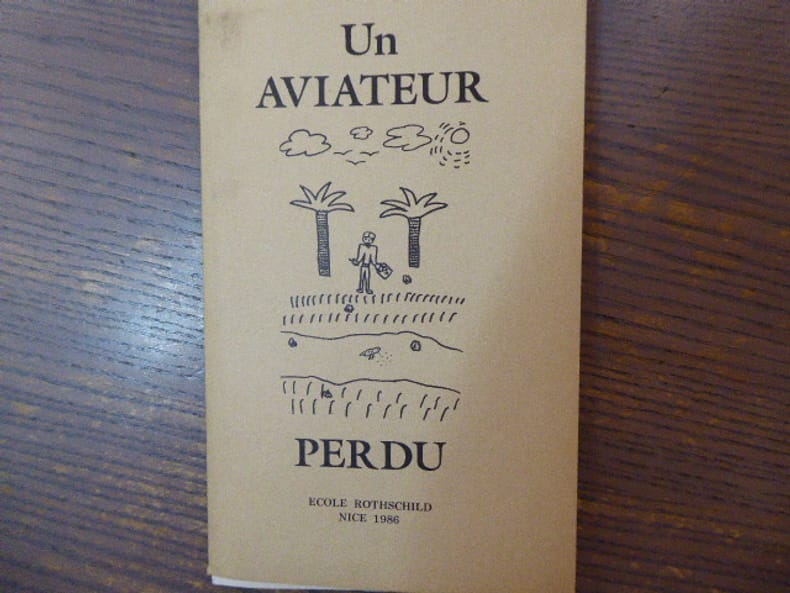 Un
AVIATEUR
PERDU
ECOLE ROTHSCHILD
NICE 1986